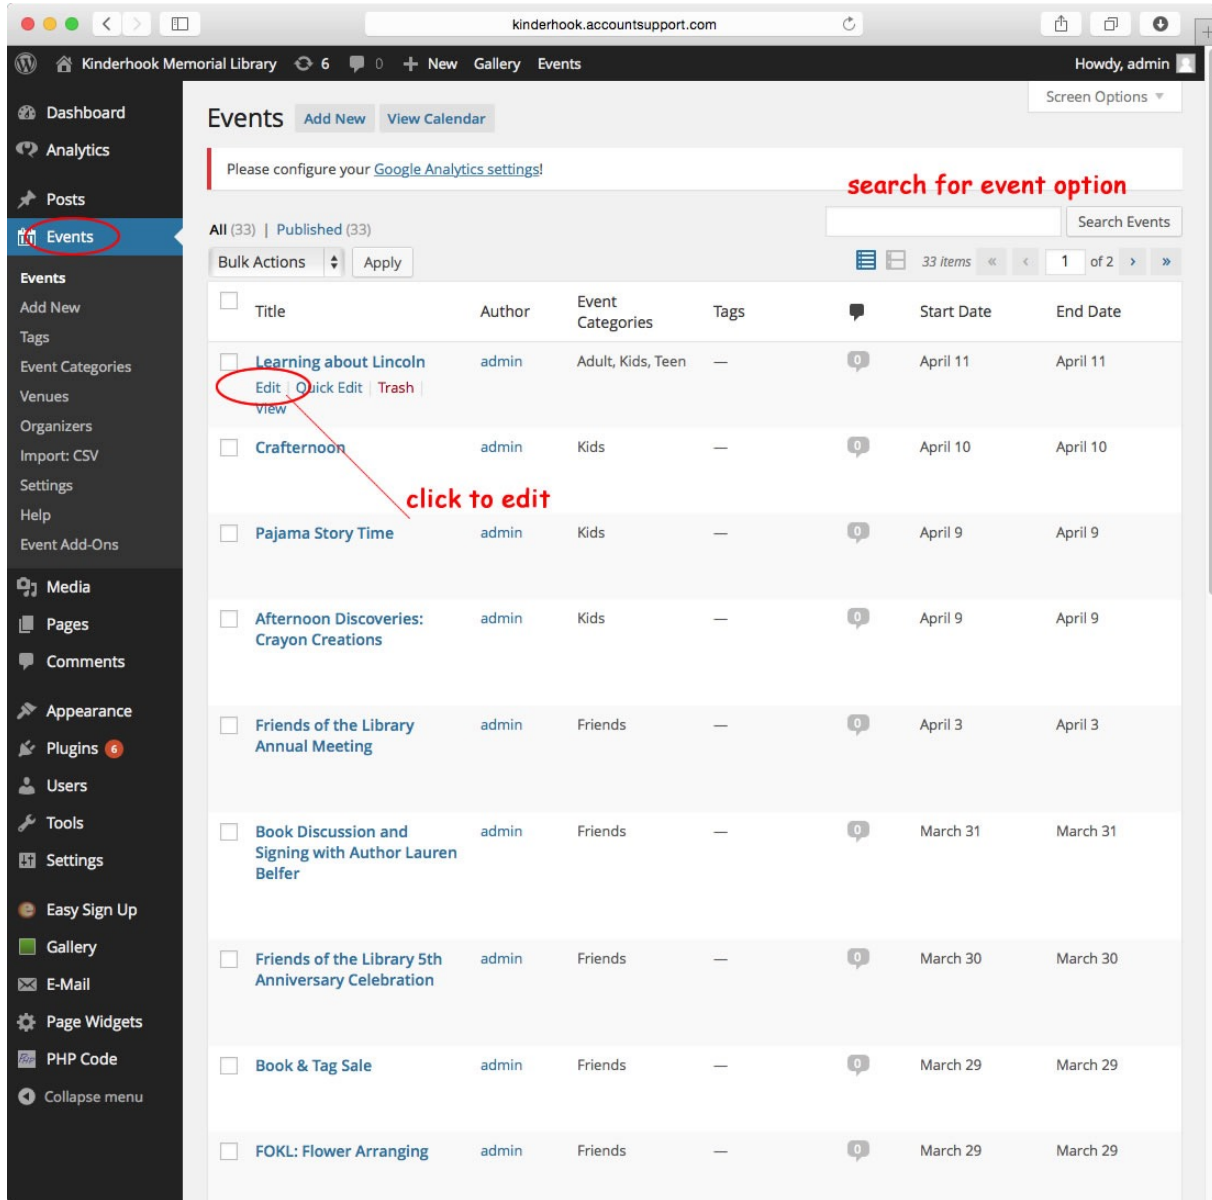 kinderhook.accountsupport.com
Kinderhook Memorial Library 6 0 + New Gallery Events Howdy, admin
Screen Options
Dashboard
Analytics
Posts
Events
Events
Add New
Tags
Event Categories
Venues
Organizers
Import: CSV
Settings
Help
Event Add-Ons
Media
Pages
Comments
Appearance
Plugins 6
Users
Tools
Settings
Easy Sign Up
Gallery
E-Mail
Page Widgets
PHP Code
Collapse menu
Events Add New View Calendar
Please configure your Google Analytics settings!
search for event option
All (33) | Published (33)
Search Events
Bulk Actions Apply
33 items « ‹ 1 of 2 › »
Title Author Event Categories Tags Start Date End Date
Learning about Lincoln admin Adult, Kids, Teen — 0 April 11 April 11
Edit | Quick Edit | Trash |
View
click to edit
Crafternoon admin Kids — 0 April 10 April 10
Pajama Story Time admin Kids — 0 April 9 April 9
Afternoon Discoveries: admin Kids — 0 April 9 April 9
Crayon Creations
Friends of the Library admin Friends — 0 April 3 April 3
Annual Meeting
Book Discussion and admin Friends — 0 March 31 March 31
Signing with Author Lauren
Belfer
Friends of the Library 5th admin Friends — 0 March 30 March 30
Anniversary Celebration
Book & Tag Sale admin Friends — 0 March 29 March 29
FOKL: Flower Arranging admin Friends — 0 March 29 March 29